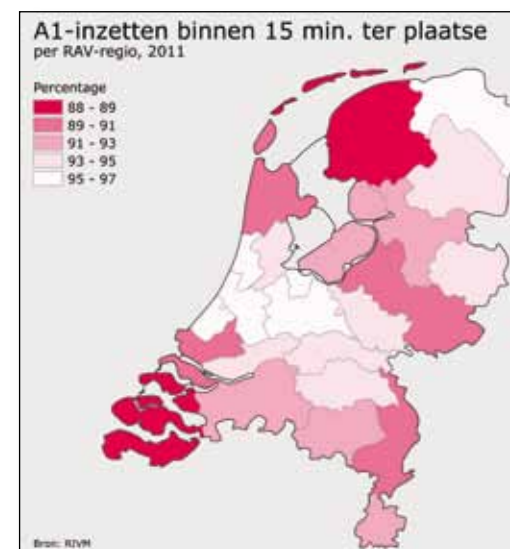 A1-inzetten binnen 15 min. ter plaatse
per RAV-regio, 2011
Percentage
88 - 89
89 - 91
91 - 93
93 - 95
95 - 97
Bron: RIVM